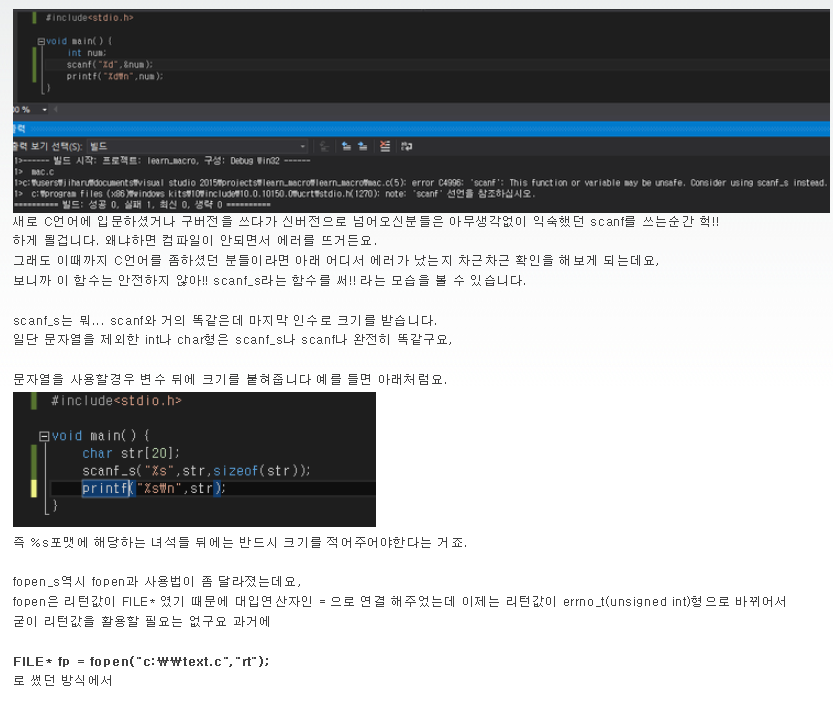 #include<stdio.h>
void main() {
int num;
scanf("%d",&num);
printf("%d₩n",num);
}
00 %
출력
출력 보기 선택(S): 빌드
1>------ 빌드 시작: 프로젝트: learn_macro, 구성: Debug Win32 ------
1>  mac.c
1>c:₩users₩jiharu₩documents₩visual studio 2015₩projects₩learn_macro₩learn_macro₩mac.c(5): error C4996: 'scanf': This function or variable may be unsafe. Consider using scanf_s instead.
1>  c:₩program files (x86)₩windows kits₩10₩include₩10.0.10150.0₩ucrt₩stdio.h(1270): note: 'scanf' 선언을 참조하십시오.
========== 빌드: 성공 0, 실패 1, 최신 0, 생략 0 ==========
새로 C언어에 입문하셨거나 구버전을 쓰다가 신버전으로 넘어오신분들은 아무생각없이 익숙했던 scanf를 쓰는순간 헉!!
하게 될겁니다. 왜냐하면 컴파일이 안되면서 에러를 뜨거든요.
그래도 이때까지 C언어를 좀하셨던 분들이라면 아래 어디서 에러가 났는지 차근차근 확인을 해보게 되는데요,
보니까 이 함수는 안전하지 않아!! scanf_s라는 함수를 써!! 라는 모습을 볼 수 있습니다.
scanf_s는 뭐... scanf와 거의 똑같은데 마지막 인수로 크기를 받습니다.
일단 문자열을 제외한 int나 char형은 scanf_s나 scanf나 완전히 똑같구요,
문자열을 사용할경우 변수 뒤에 크기를 붙혀줍니다 예를 들면 아래처럼요.
#include<stdio.h>
void main() {
char str[20];
scanf_s("%s",str,sizeof(str));
printf("%s₩n",str);
}
즉 %s포맷에 해당하는 녀석들 뒤에는 반드시 크기를 적어주어야한다는 거죠.
fopen_s역시 fopen과 사용법이 좀 달라졌는데요,
fopen은 리턴값이 FILE* 였기 때문에 대입연산자인 = 으로 연결 해주었는데 이제는 리턴값이 errno_t(unsigned int)형으로 바뀌어서
굳이 리턴값을 활용할 필요는 없구요 과거에
FILE* fp = fopen("c:₩₩text.c","rt");
로 썼던 방식에서